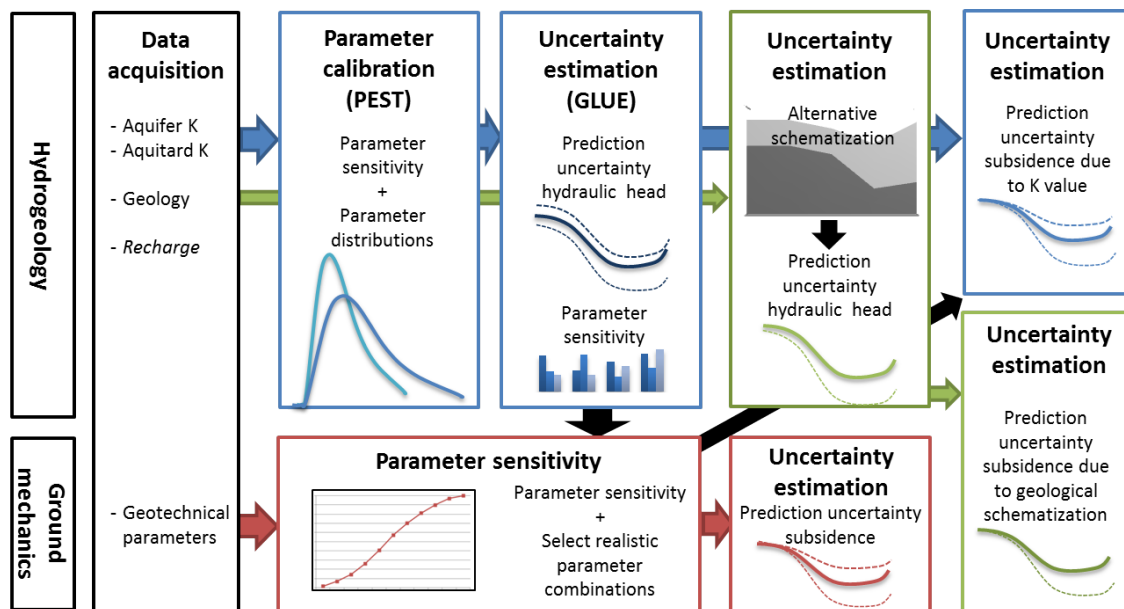 Hydrogeology
Data
acquisition
- Aquifer K
- Aquitard K
- Geology
- Recharge
Parameter
calibration
(PEST)
Parameter
sensitivity
+
Parameter
distributions
Uncertainty
estimation
(GLUE)
Prediction
uncertainty
hydraulic head
Parameter
sensitivity
Uncertainty
estimation
Alternative
schematization
Prediction
uncertainty
hydraulic head
Uncertainty
estimation
Prediction
uncertainty
subsidence due
to K value
Uncertainty
estimation
Prediction
uncertainty
subsidence due
to geological
schematization
Ground
mechanics
- Geotechnical
parameters
Parameter sensitivity
Parameter sensitivity
+
Select realistic
parameter
combinations
Uncertainty
estimation
Prediction uncertainty
subsidence